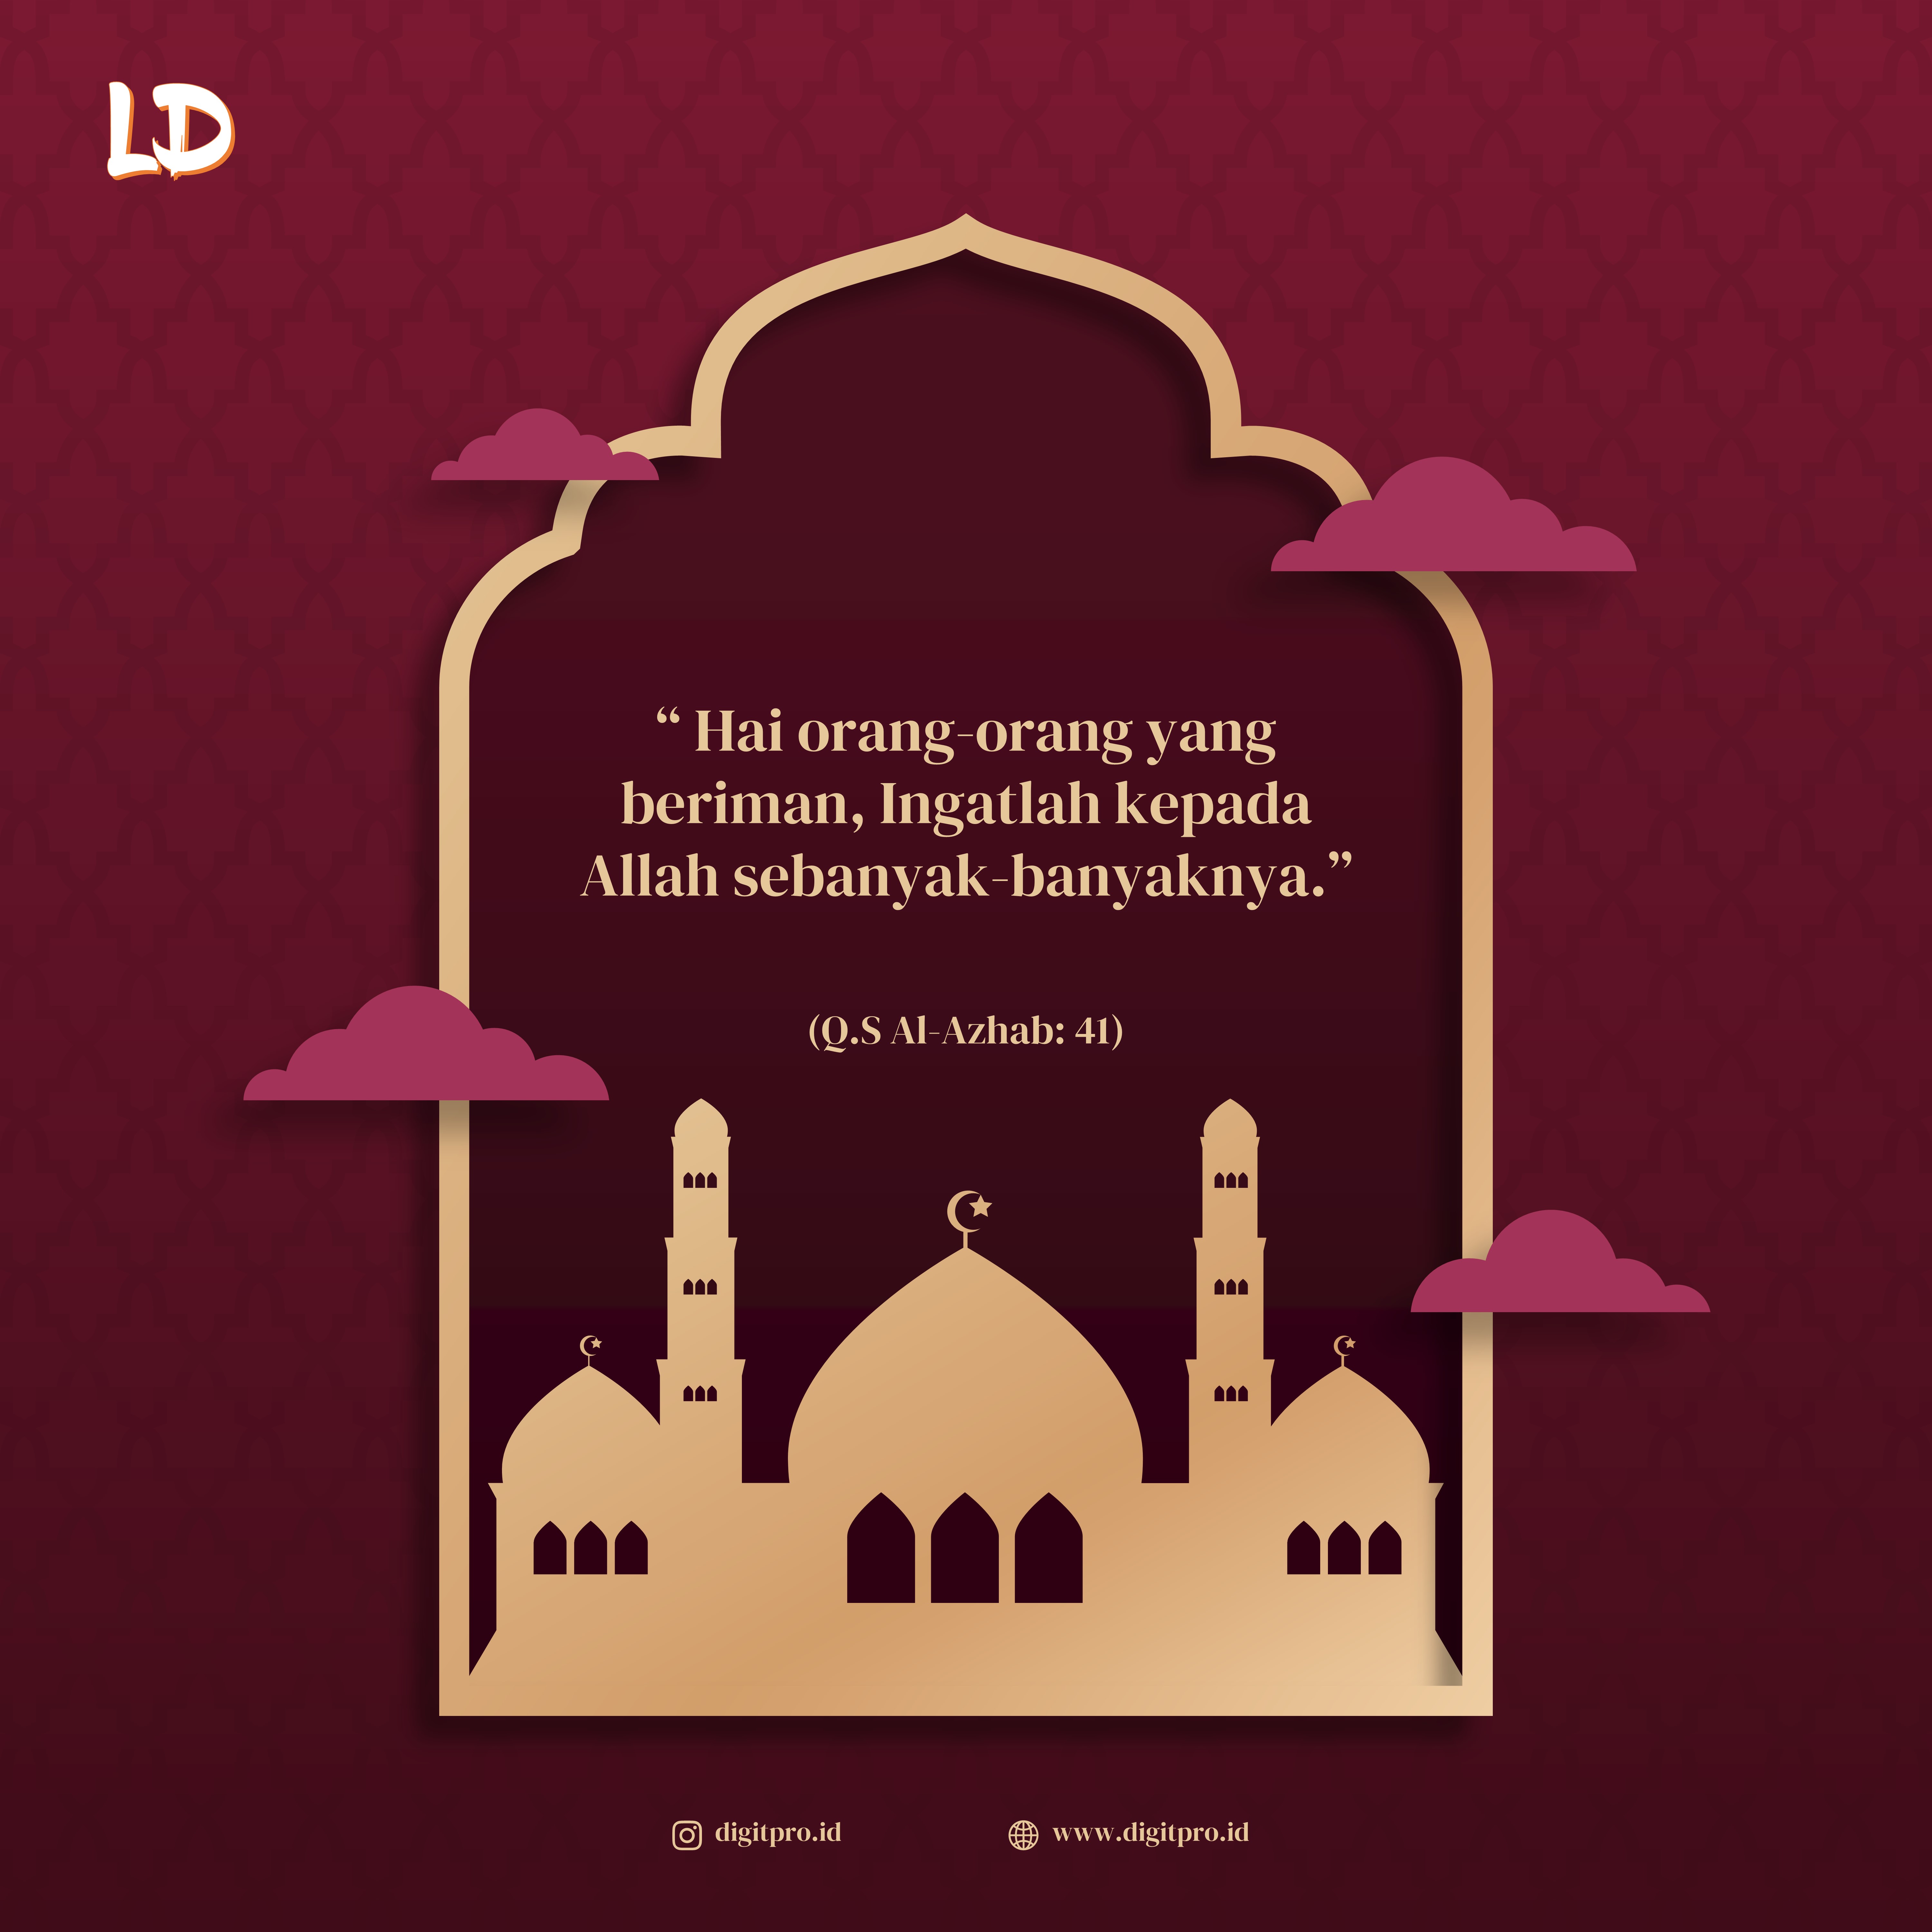 LD
“ Hai orang-orang yang
beriman, Ingatlah kepada
Allah sebanyak-banyaknya.”
(Q.S Al-Azhab: 41)
digitpro.id
www.digitpro.id